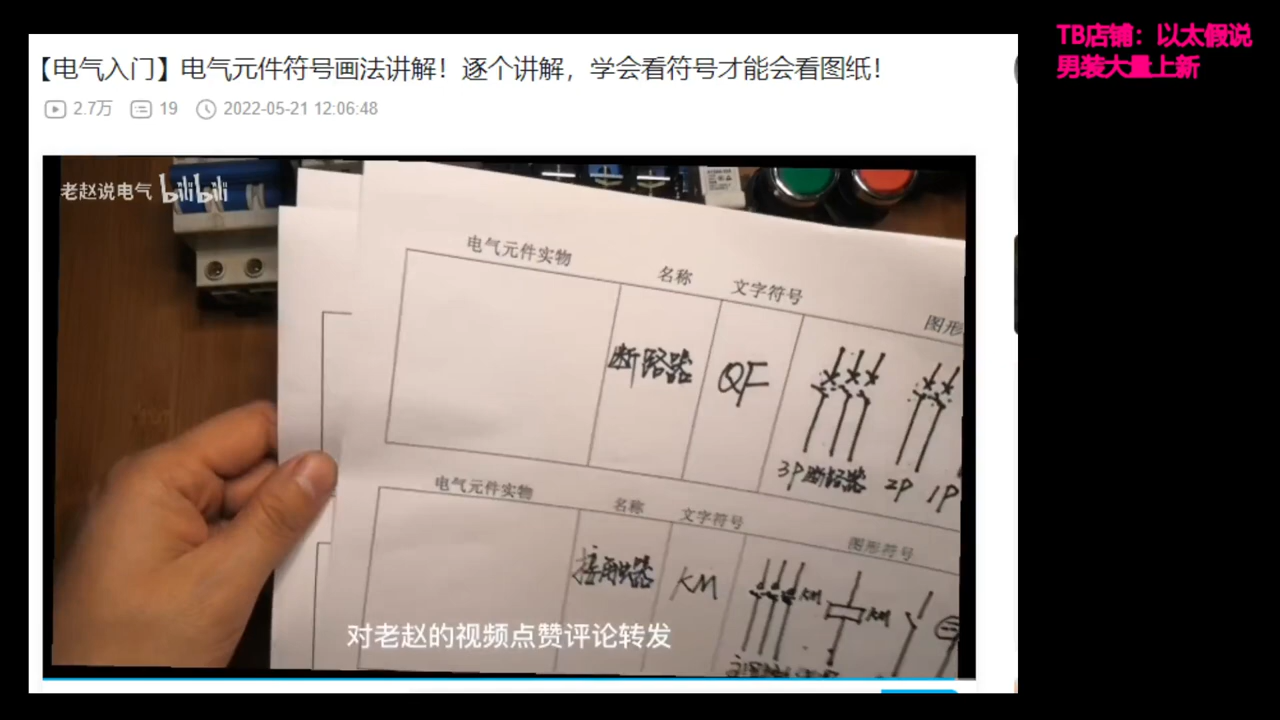 【电气入门】电气元件符号画法讲解！逐个讲解，学会看符号才能会看图纸！
2.7万 19 2022-05-21 12:06:48
TB店铺：以太假说
男装大量上新
老赵说电气 bilibili
电气元件实物 名称 文字符号 图形
断路器 QF
3P断路器 2P 1P
电气元件实物 名称 文字符号 图形符号
KM KM KM
对老赵的视频点赞评论转发